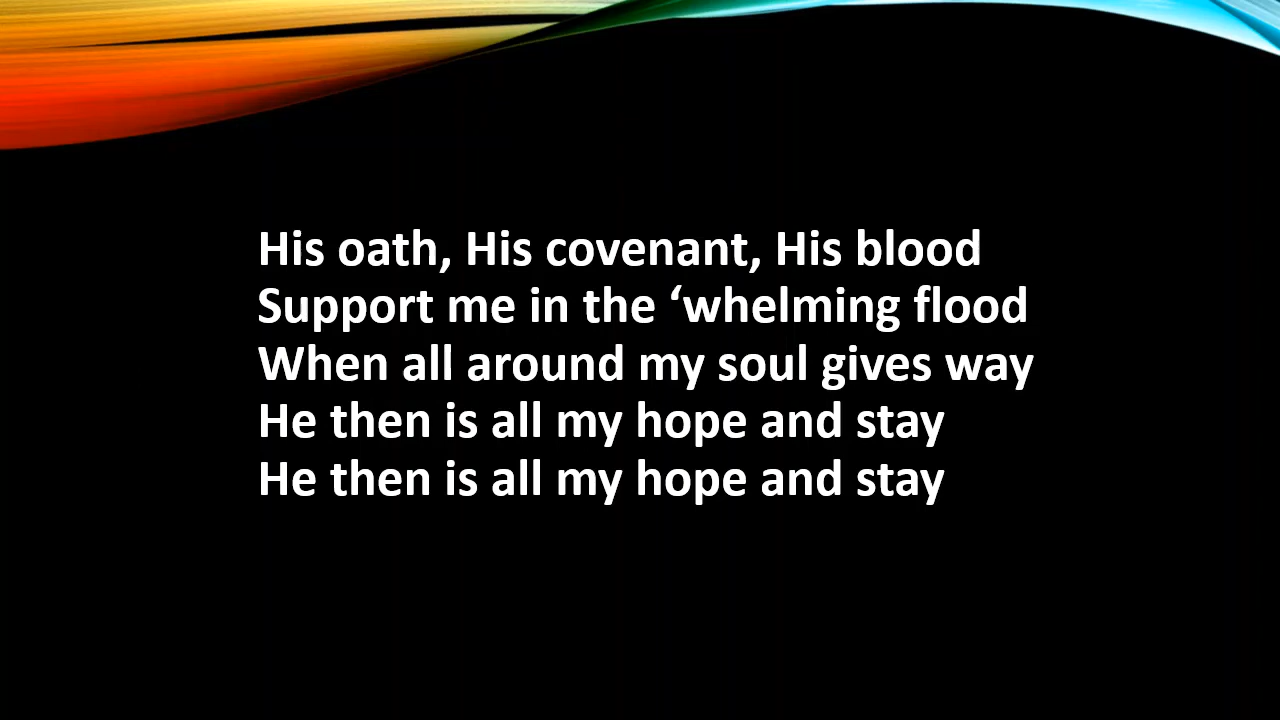 His oath, His covenant, His blood
Support me in the ‘whelming flood
When all around my soul gives way
He then is all my hope and stay
He then is all my hope and stay